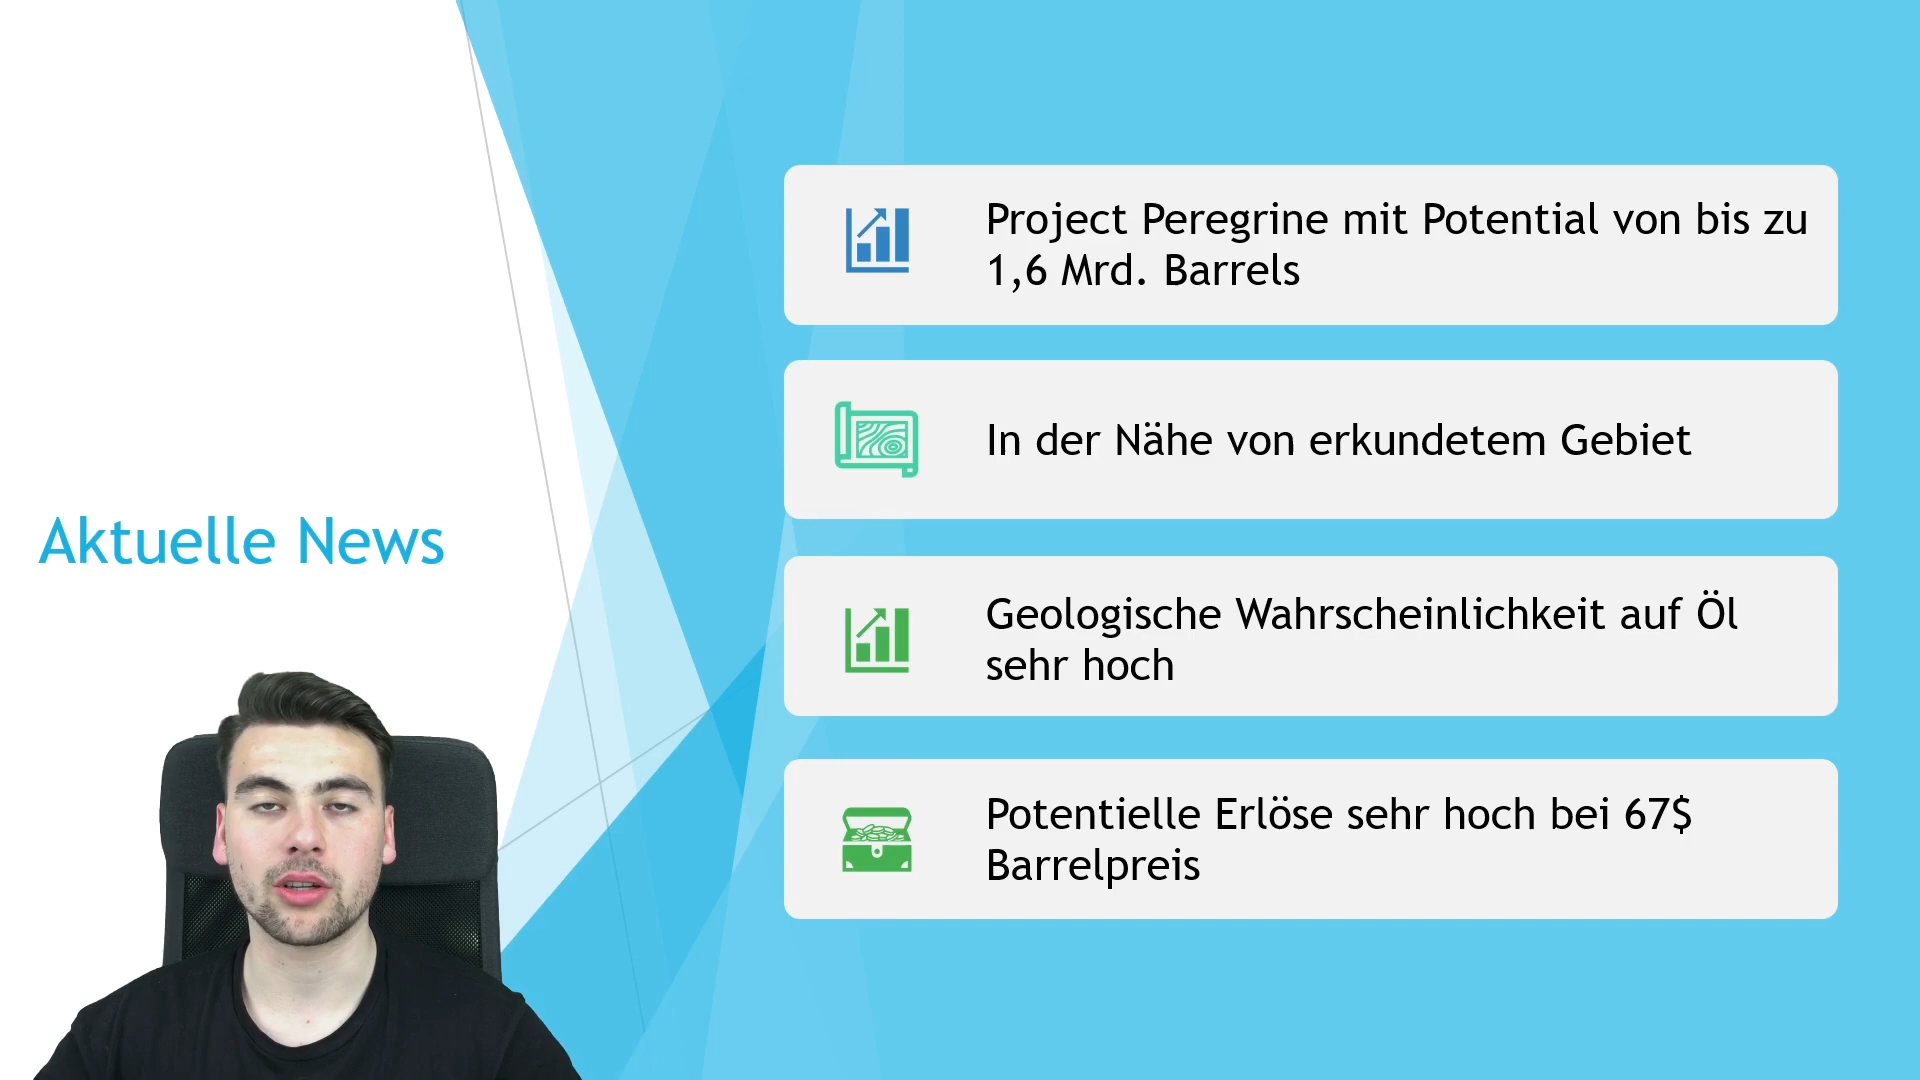 Aktuelle News
Project Peregrine mit Potential von bis zu
1,6 Mrd. Barrels
In der Nähe von erkundetem Gebiet
Geologische Wahrscheinlichkeit auf Öl
sehr hoch
Potentielle Erlöse sehr hoch bei 67$
Barrelpreis